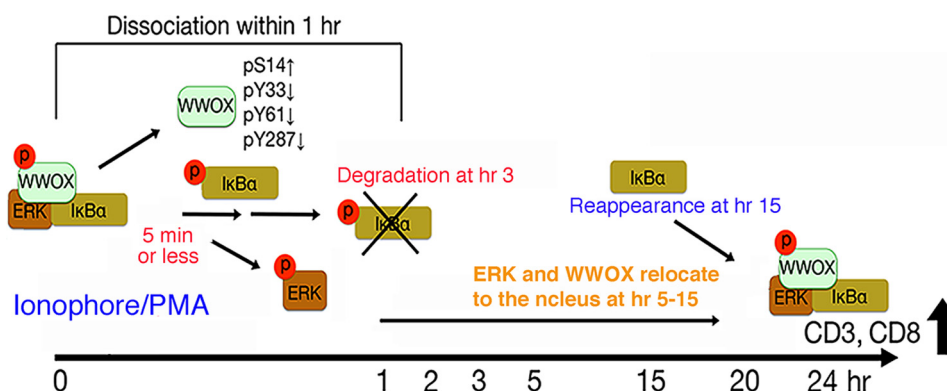 Dissociation within 1 hr
pS14↑
pY33↓
pY61↓
pY287↓
WWOX
p
WWOX
ERK
IκBα
p
IκBα
5 min
or less
p
ERK
Degradation at hr 3
p
IκBα
IκBα
Reappearance at hr 15
Ionophore/PMA
ERK and WWOX relocate
to the ncleus at hr 5-15
p
WWOX
ERK
IκBα
CD3, CD8
0 1 2 3 5 15 20 24 hr